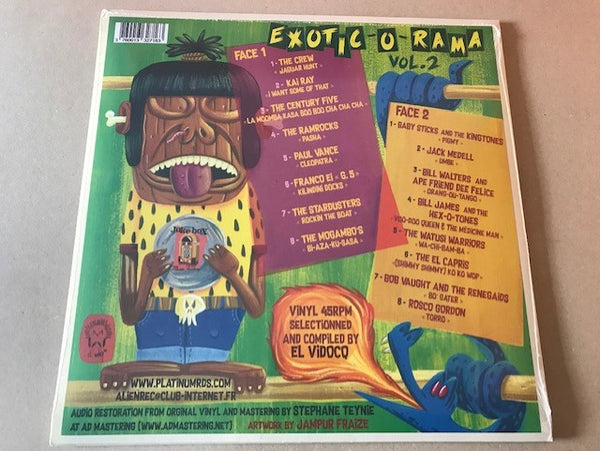 EXOTIC-O-RAMA
VOL.2
3 760013 327183
FACE 1
1 - THE CREW
« JAGUAR HUNT »
2 - KAI RAY
« I WANT SOME OF THAT »
3 - THE CENTURY FIVE
« LA MOOMBA KASA BOO BOO CHA CHA CHA »
4 - THE RAMROCKS
« PASHA »
5 - PAUL VANCE
« CLEOPATRA »
6 - FRANCO EI « G. 5 »
« KILINDINI DOCKS »
7 - THE STARDUSTERS
« ROCKIN THE BOAT »
8 - THE MOGAMBO'S
« BI-AZA-KU-SASA »
FACE 2
1 - BABY STICKS AND THE KINGTONES
« PIGMY »
2 - JACK MEDELL
« UMBE »
3 - BILL WALTERS AND
APE FRIEND DEE FELICE
« ORANG-OU-TANGO »
4 - BILL JAMES AND THE
HEX-O-TONES
« VOO-DOO QUEEN & THE MEDICINE MAN »
5 - THE WATUSI WARRIORS
« WA-CHI-BAM-BA »
6 - THE EL CAPRIS
« (SHIMMY SHIMMY) KO KO WOP »
7 - BOB VAUGHT AND THE RENEGAIDS
« BO' GATER »
8 - ROSCO GORDON
« TORRO »
JUKE-BOX
VINYL 45RPM
SELECTIONNED
AND COMPILED BY
EL VIDOCQ
WWW.PLATINUMRDS.COM
ALIENREC@CLUB-INTERNET.FR
AUDIO RESTORATION FROM ORGINAL VINYL AND MASTERING BY STEPHANE TEYNIE
AT AD MASTERING (WWW.ADMASTERING.NET)
ARTWORK BY JAMPUR FRAIZE